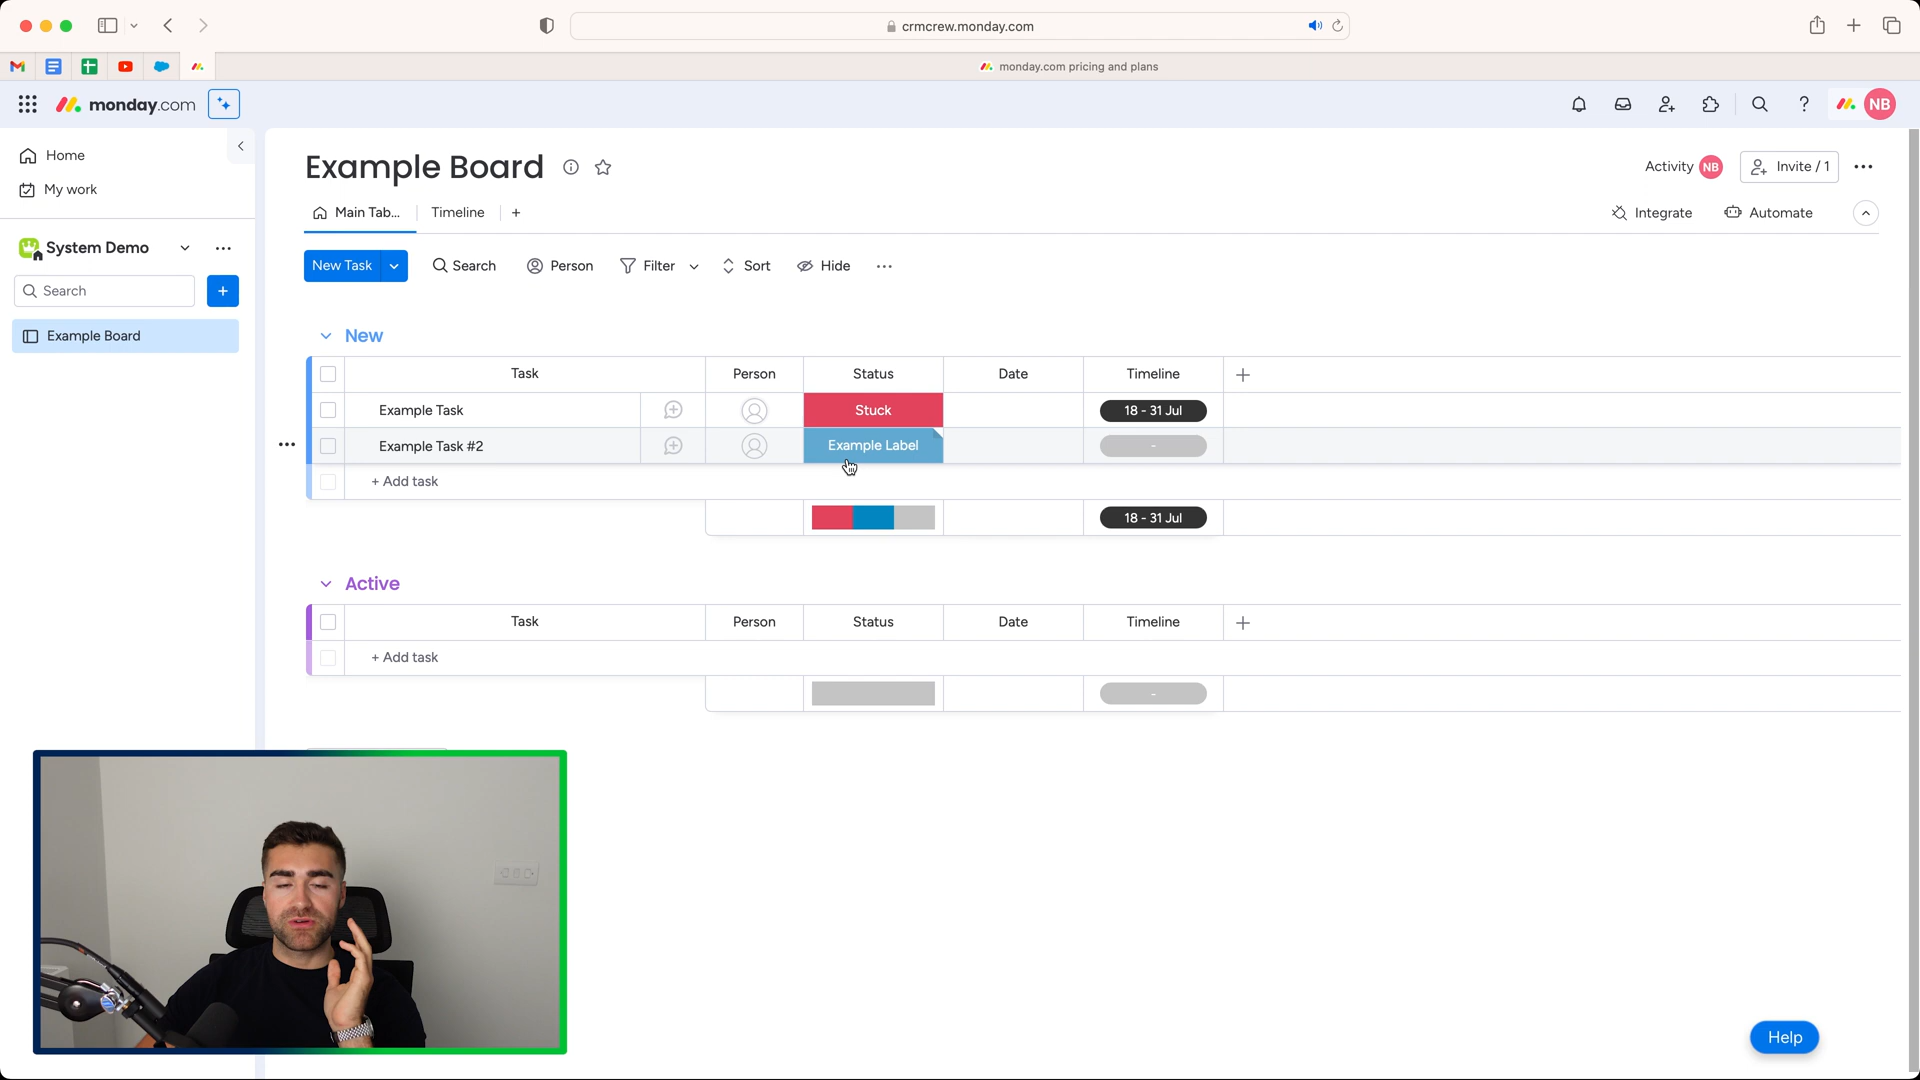 crmcrew.monday.com
monday.com pricing and plans
monday.com
NB
Home
My work
System Demo
Search
Example Board
Example Board
Activity NB Invite / 1
Main Tab... Timeline
Integrate Automate
New Task Search Person Filter Sort Hide
New
Task Person Status Date Timeline
Example Task Stuck 18 - 31 Jul
Example Task #2 Example Label -
+ Add task
18 - 31 Jul
Active
Task Person Status Date Timeline
+ Add task
-
Help